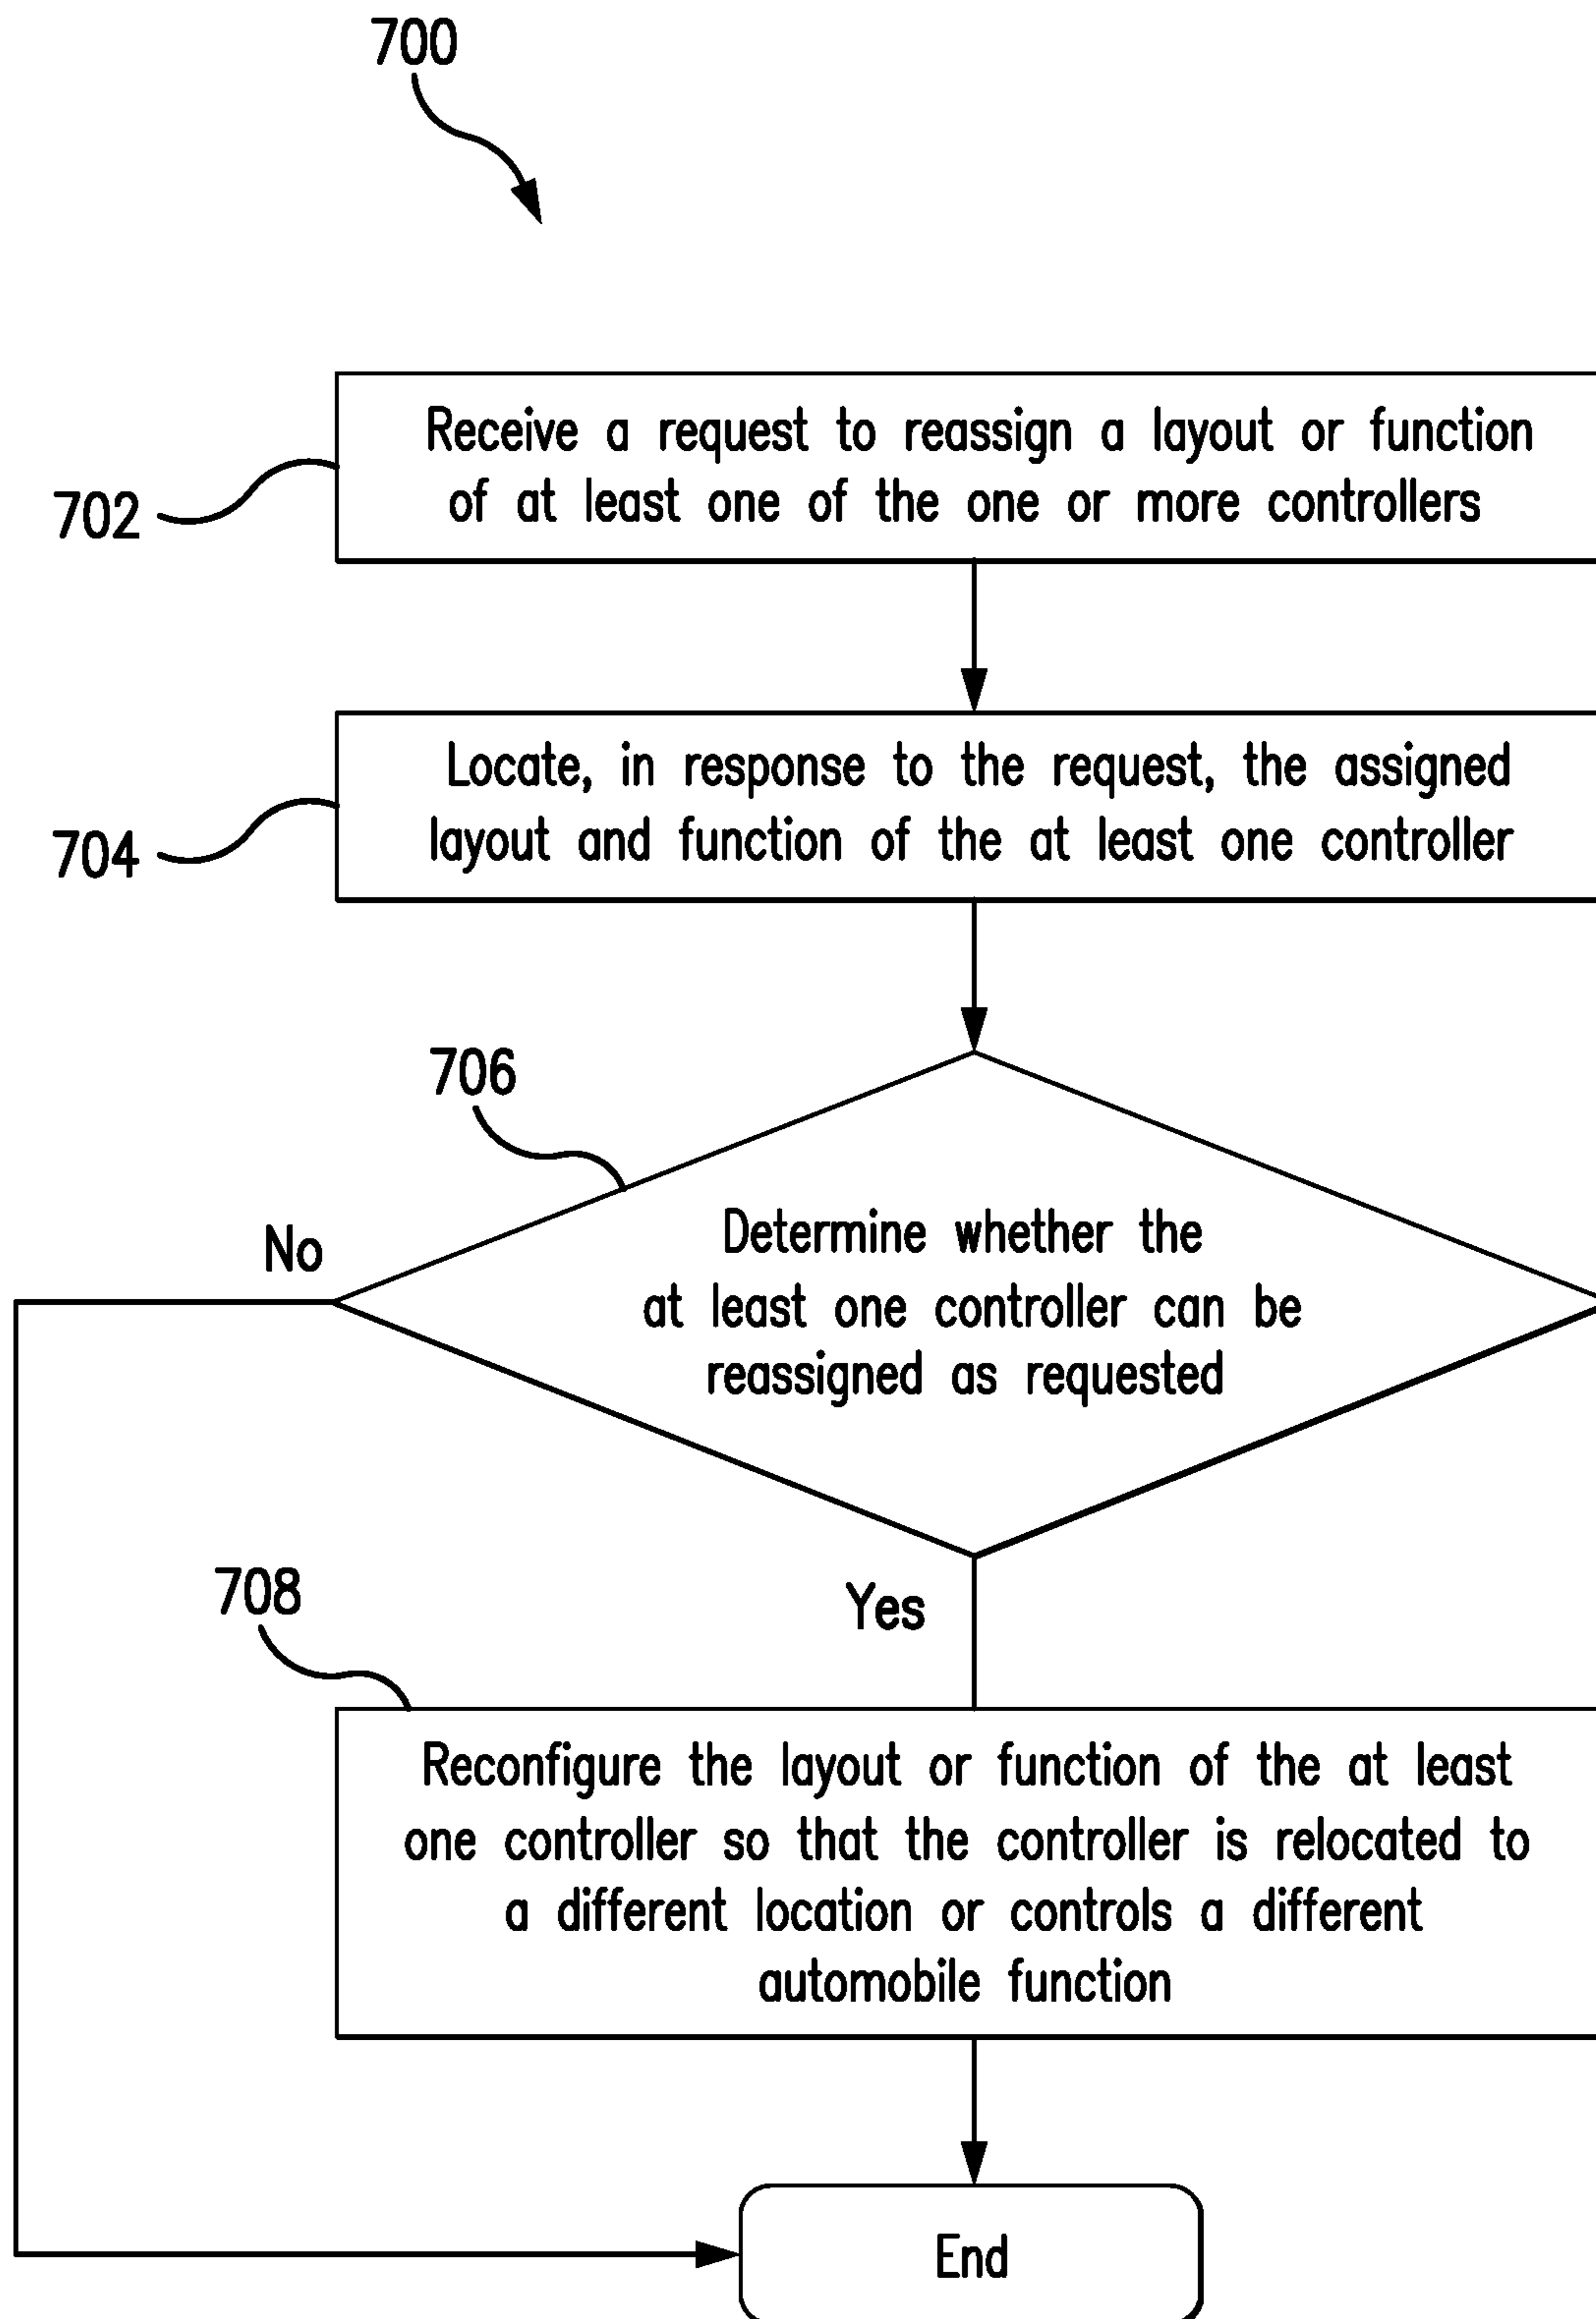 700
Receive a request to reassign a layout or function
of at least one of the one or more controllers
702
Locate, in response to the request, the assigned
layout and function of the at least one controller
704
706
No
Determine whether the
at least one controller can be
reassigned as requested
708
Yes
Reconfigure the layout or function of the at least
one controller so that the controller is relocated to
a different location or controls a different
automobile function
End